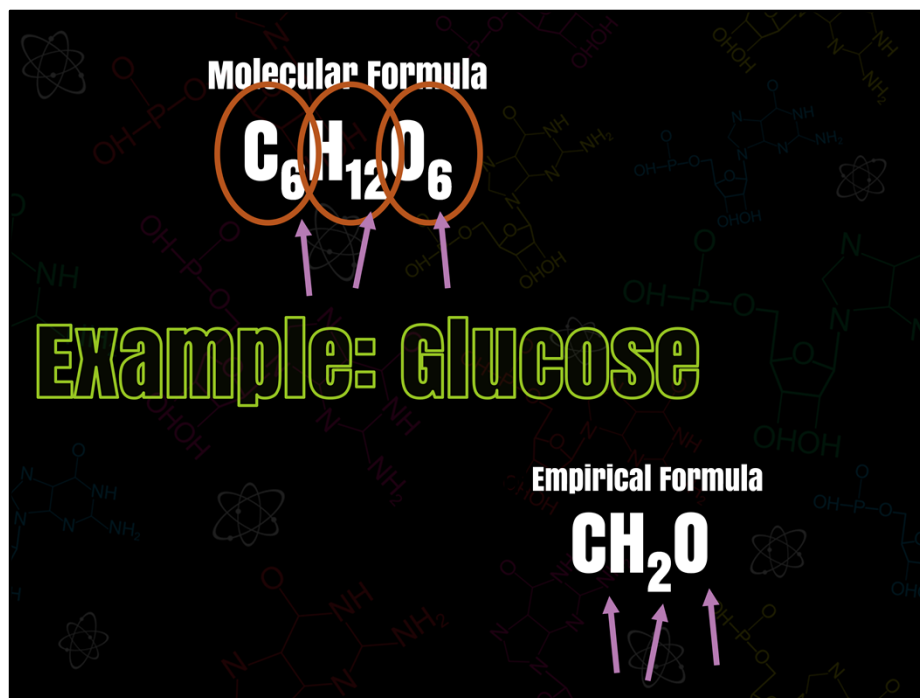 Molecular Formula
C₆H₁₂O₆
Example: Glucose
Empirical Formula
CH₂O